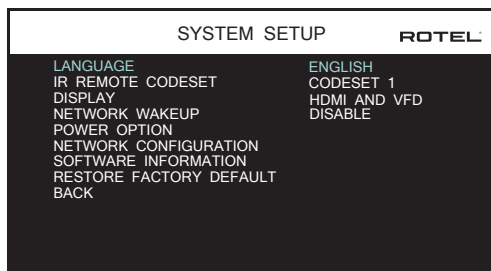 SYSTEM SETUP ROTEL
LANGUAGE ENGLISH
IR REMOTE CODESET CODESET 1
DISPLAY HDMI AND VFD
NETWORK WAKEUP DISABLE
POWER OPTION
NETWORK CONFIGURATION
SOFTWARE INFORMATION
RESTORE FACTORY DEFAULT
BACK